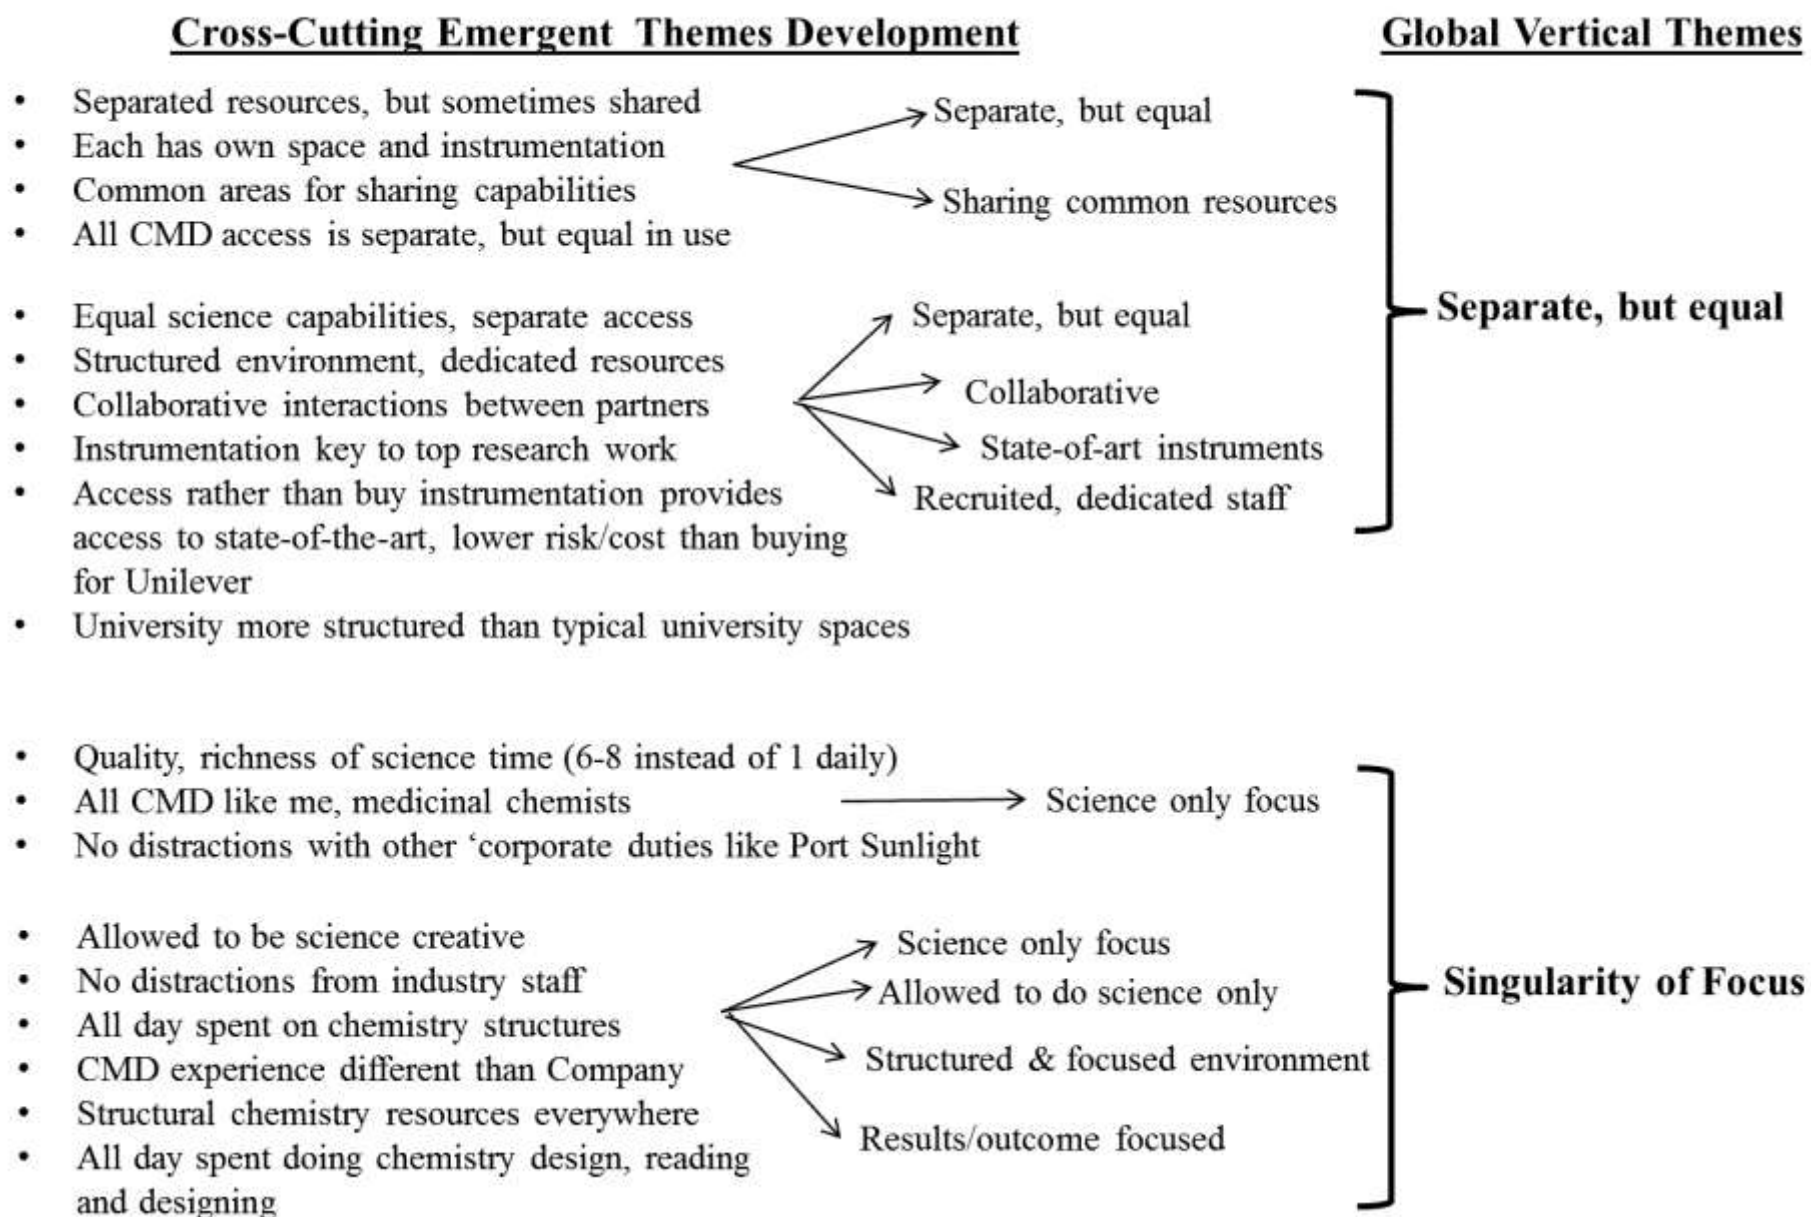 Cross-Cutting Emergent Themes Development
Global Vertical Themes
• Separated resources, but sometimes shared
• Each has own space and instrumentation
• Common areas for sharing capabilities
• All CMD access is separate, but equal in use
Separate, but equal
Sharing common resources
• Equal science capabilities, separate access
• Structured environment, dedicated resources
• Collaborative interactions between partners
• Instrumentation key to top research work
• Access rather than buy instrumentation provides
access to state-of-the-art, lower risk/cost than buying
for Unilever
• University more structured than typical university spaces
Separate, but equal
Collaborative
State-of-art instruments
Recruited, dedicated staff
Separate, but equal
• Quality, richness of science time (6-8 instead of 1 daily)
• All CMD like me, medicinal chemists
• No distractions with other ‘corporate duties like Port Sunlight
Science only focus
• Allowed to be science creative
• No distractions from industry staff
• All day spent on chemistry structures
• CMD experience different than Company
• Structural chemistry resources everywhere
• All day spent doing chemistry design, reading
and designing
Science only focus
Allowed to do science only
Structured & focused environment
Results/outcome focused
Singularity of Focus